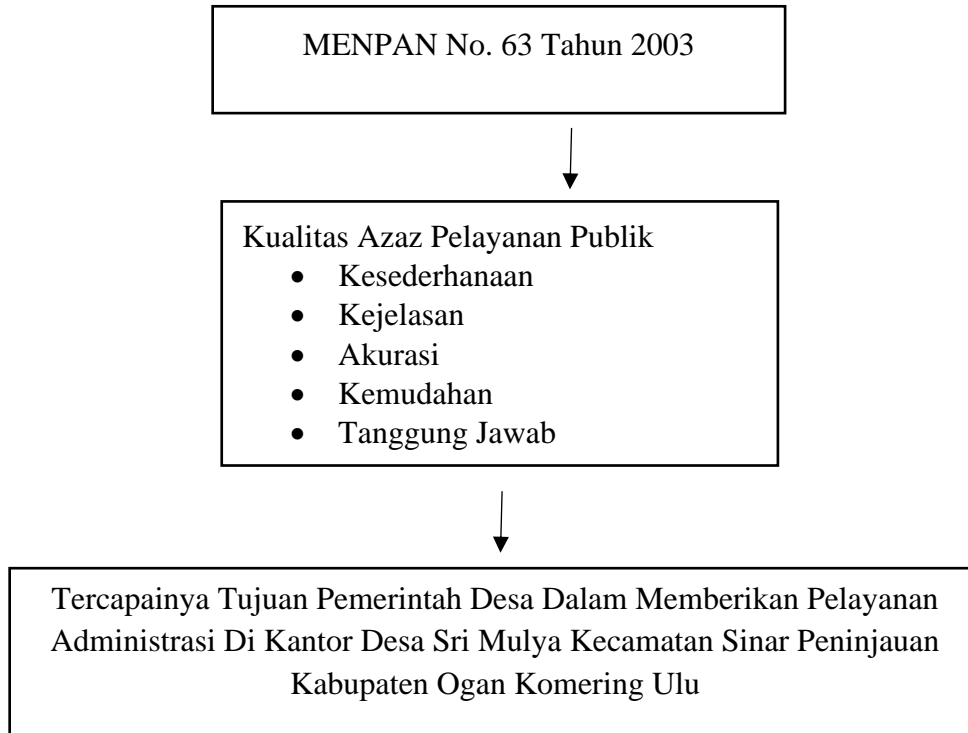 MENPAN No. 63 Tahun 2003
Kualitas Azaz Pelayanan Publik
• Kesederhanaan
• Kejelasan
• Akurasi
• Kemudahan
• Tanggung Jawab
Tercapainya Tujuan Pemerintah Desa Dalam Memberikan Pelayanan
Administrasi Di Kantor Desa Sri Mulya Kecamatan Sinar Peninjauan
Kabupaten Ogan Komering Ulu